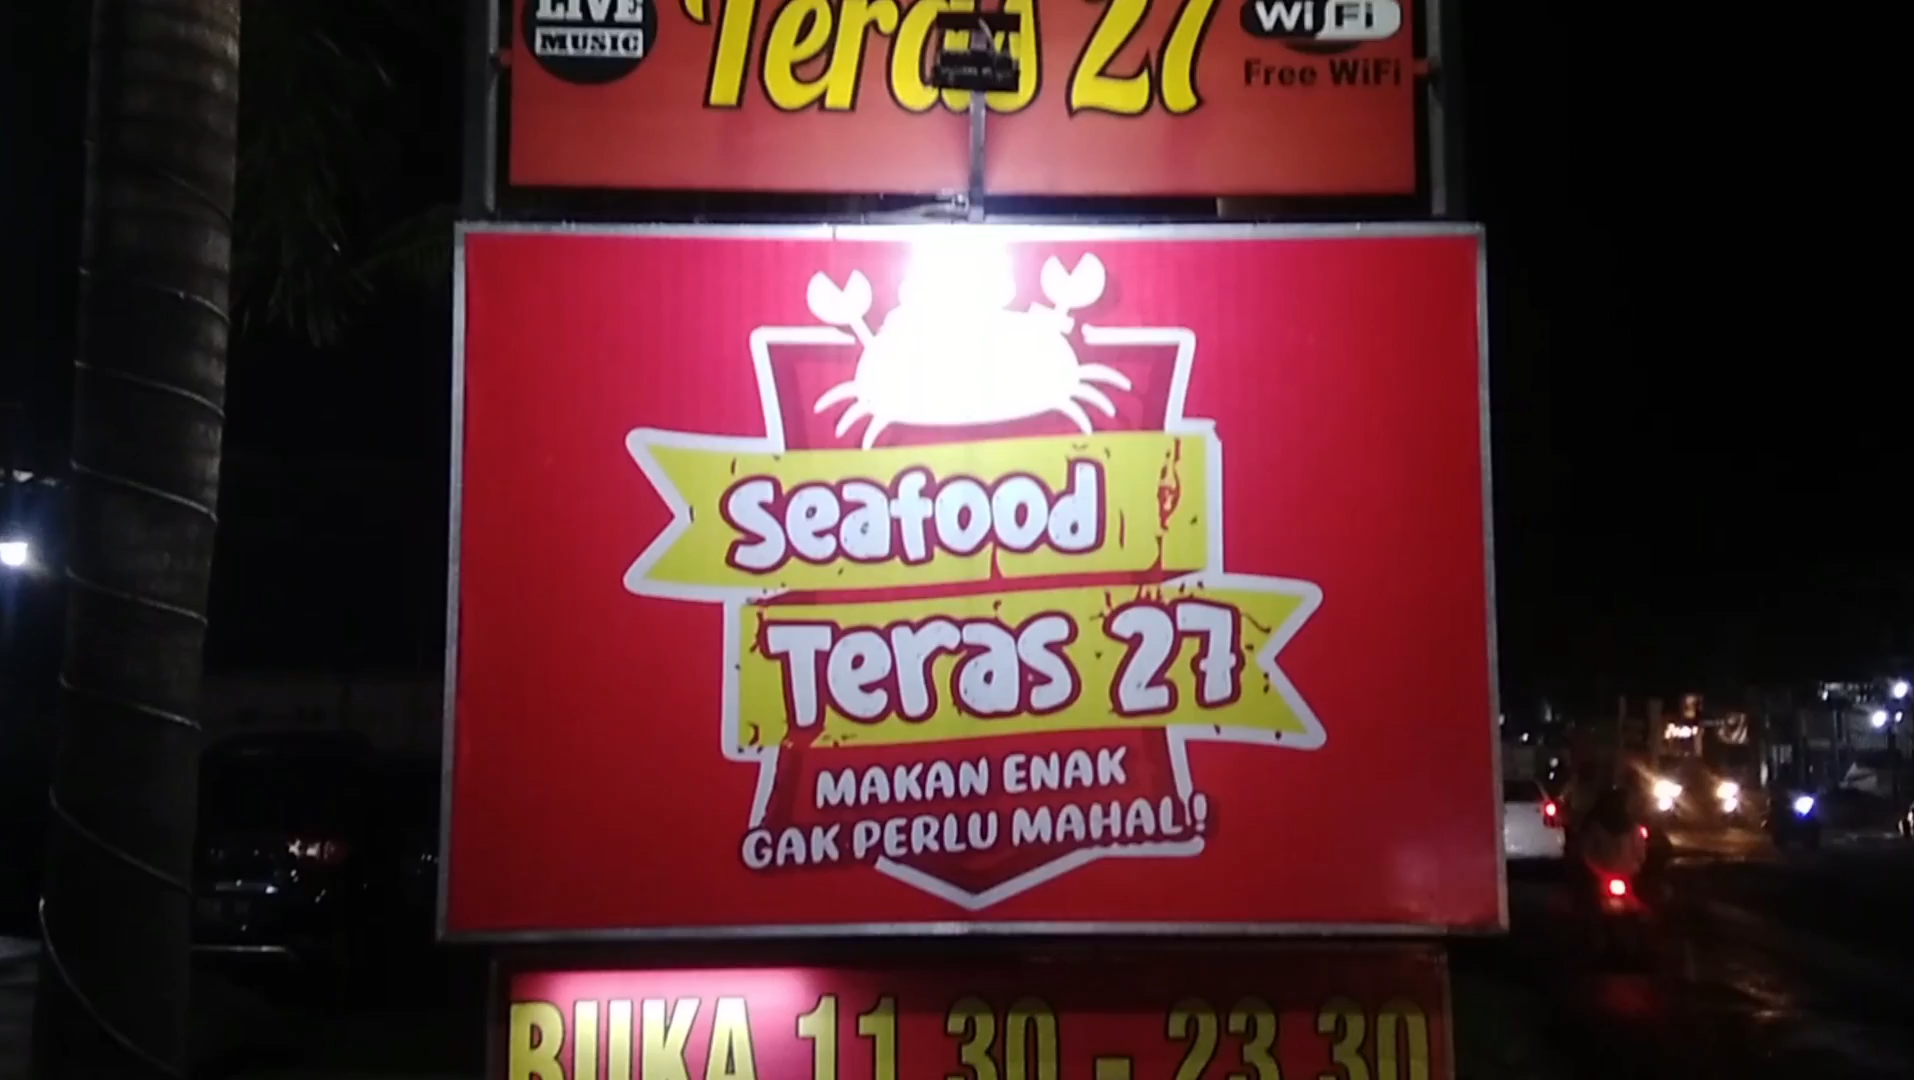 LIVE
MUSIC
Teras 27
WiFi
Free WiFi
Seafood
Teras 27
MAKAN ENAK
GAK PERLU MAHAL!
BUKA 11.30 - 23.30